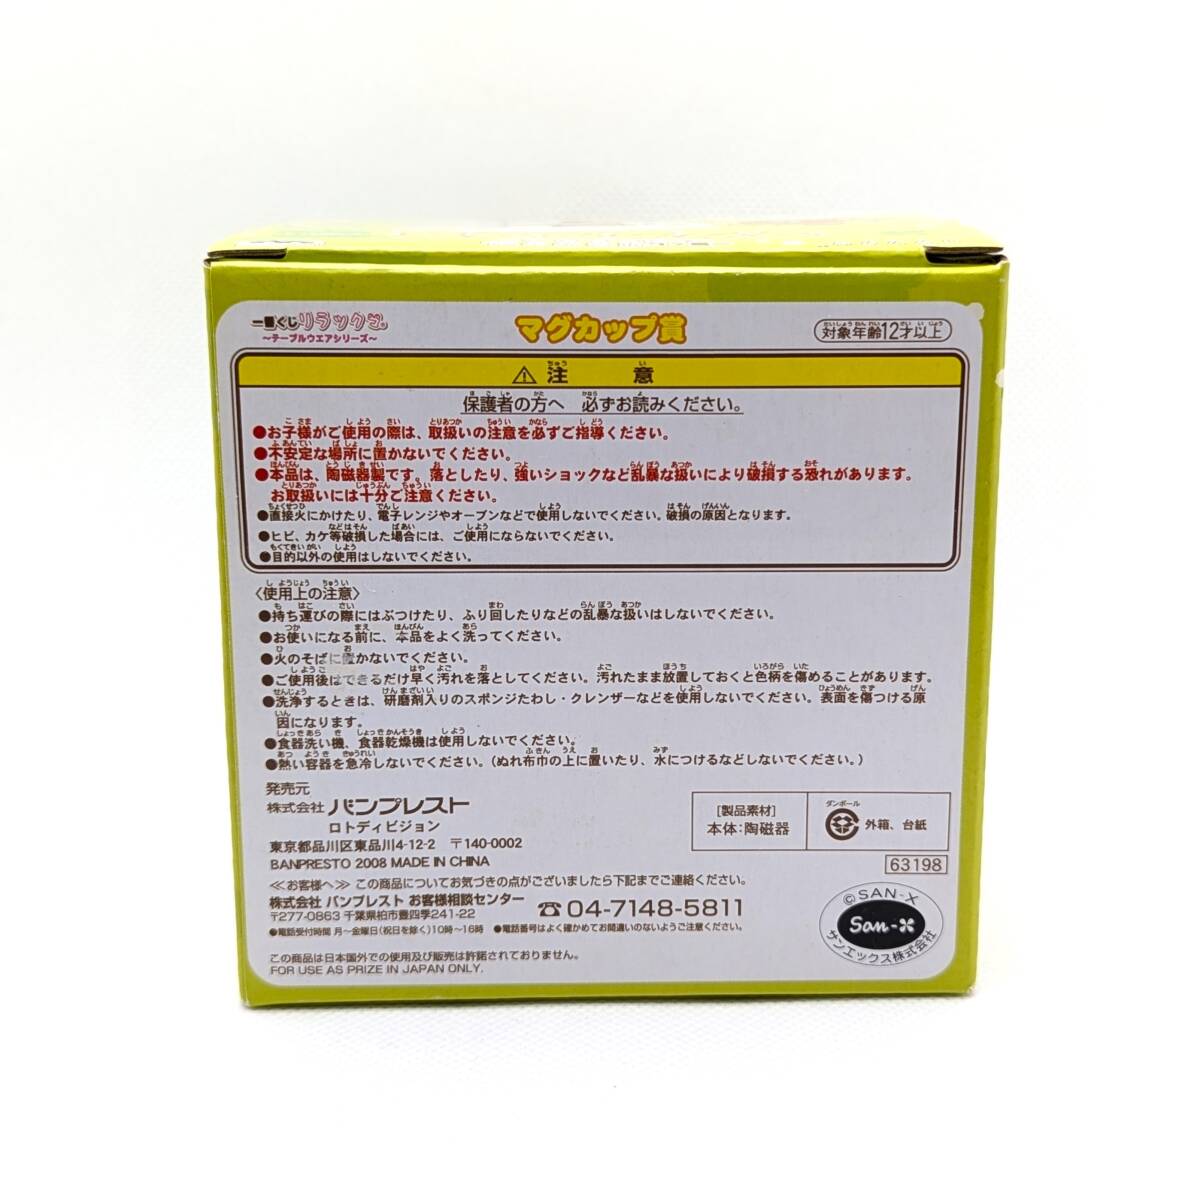 一番くじ リラックマ
～テーブルウエアシリーズ～
マグカップ賞
対象年齢12才以上
⚠ 注意
保護者の方へ 必ずお読みください。
●お子様がご使用の際は、取扱いの注意を必ずご指導ください。
●不安定な場所に置かないでください。
●本品は、陶磁器製です。落としたり、強いショックなど乱暴な扱いにより破損する恐れがあります。
お取扱いには十分ご注意ください。
●直接火にかけたり、電子レンジやオーブンなどで使用しないでください。破損の原因となります。
●ヒビ、カケ等破損した場合には、ご使用にならないでください。
●目的以外の使用はしないでください。
〈使用上の注意〉
●持ち運びの際にはぶつけたり、ふり回したりなどの乱暴な扱いはしないでください。
●お使いになる前に、本品をよく洗ってください。
●火のそばに置かないでください。
●ご使用後はできるだけ早く汚れを落としてください。汚れたまま放置しておくと色柄を傷めることがあります。
●洗浄するときは、研磨剤入りのスポンジたわし・クレンザーなどを使用しないでください。表面を傷つける原
因になります。
●食器洗い機、食器乾燥機は使用しないでください。
●熱い容器を急冷しないでください。(ぬれ布巾の上に置いたり、水につけるなどしないでください。)
発売元
株式会社 バンプレスト
ロトディビジョン
東京都品川区東品川4-12-2 〒140-0002
BANPRESTO 2008 MADE IN CHINA
[製品素材]
本体：陶磁器
ダンボール
外箱、台紙
63198
≪お客様へ≫ この商品についてお気づきの点がございましたら下記までご連絡ください。
株式会社 バンプレスト お客様相談センター
〒277-0863 千葉県柏市豊四季241-22
☎04-7148-5811
●電話受付時間 月～金曜日(祝日を除く)10時～16時 ●電話番号はよく確かめてお間違いのないようご注意ください。
この商品は日本国外での使用及び販売は許諾されておりません。
FOR USE AS PRIZE IN JAPAN ONLY.
©SAN-X
San-X
サンエックス株式会社